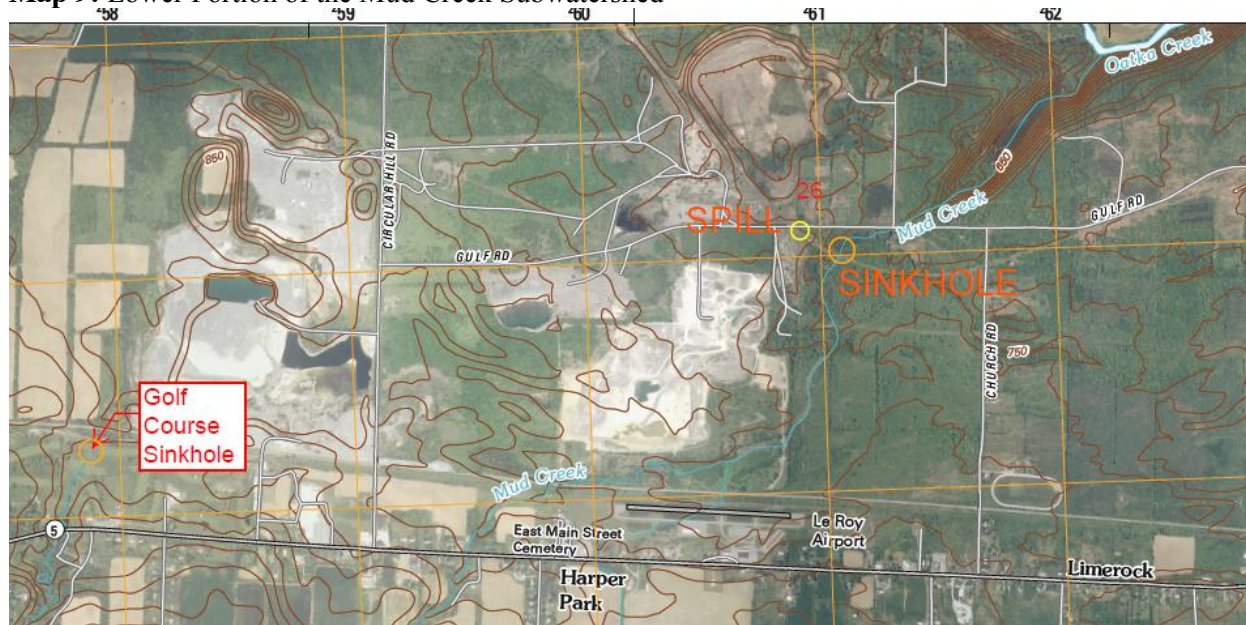 Map 9: Lower Portion of the Mud Creek Subwatershed
58
59
60
61
62
Oatka Creek
850
CIRCULAR HILL RD
26
650
SPILL
Mud Creek
GULF RD
GULF RD
SINKHOLE
CHURCH RD
750
Golf
Course
Sinkhole
Mud Creek
5
East Main Street
Cemetery
Le Roy
Airport
Harper
Park
Limerock